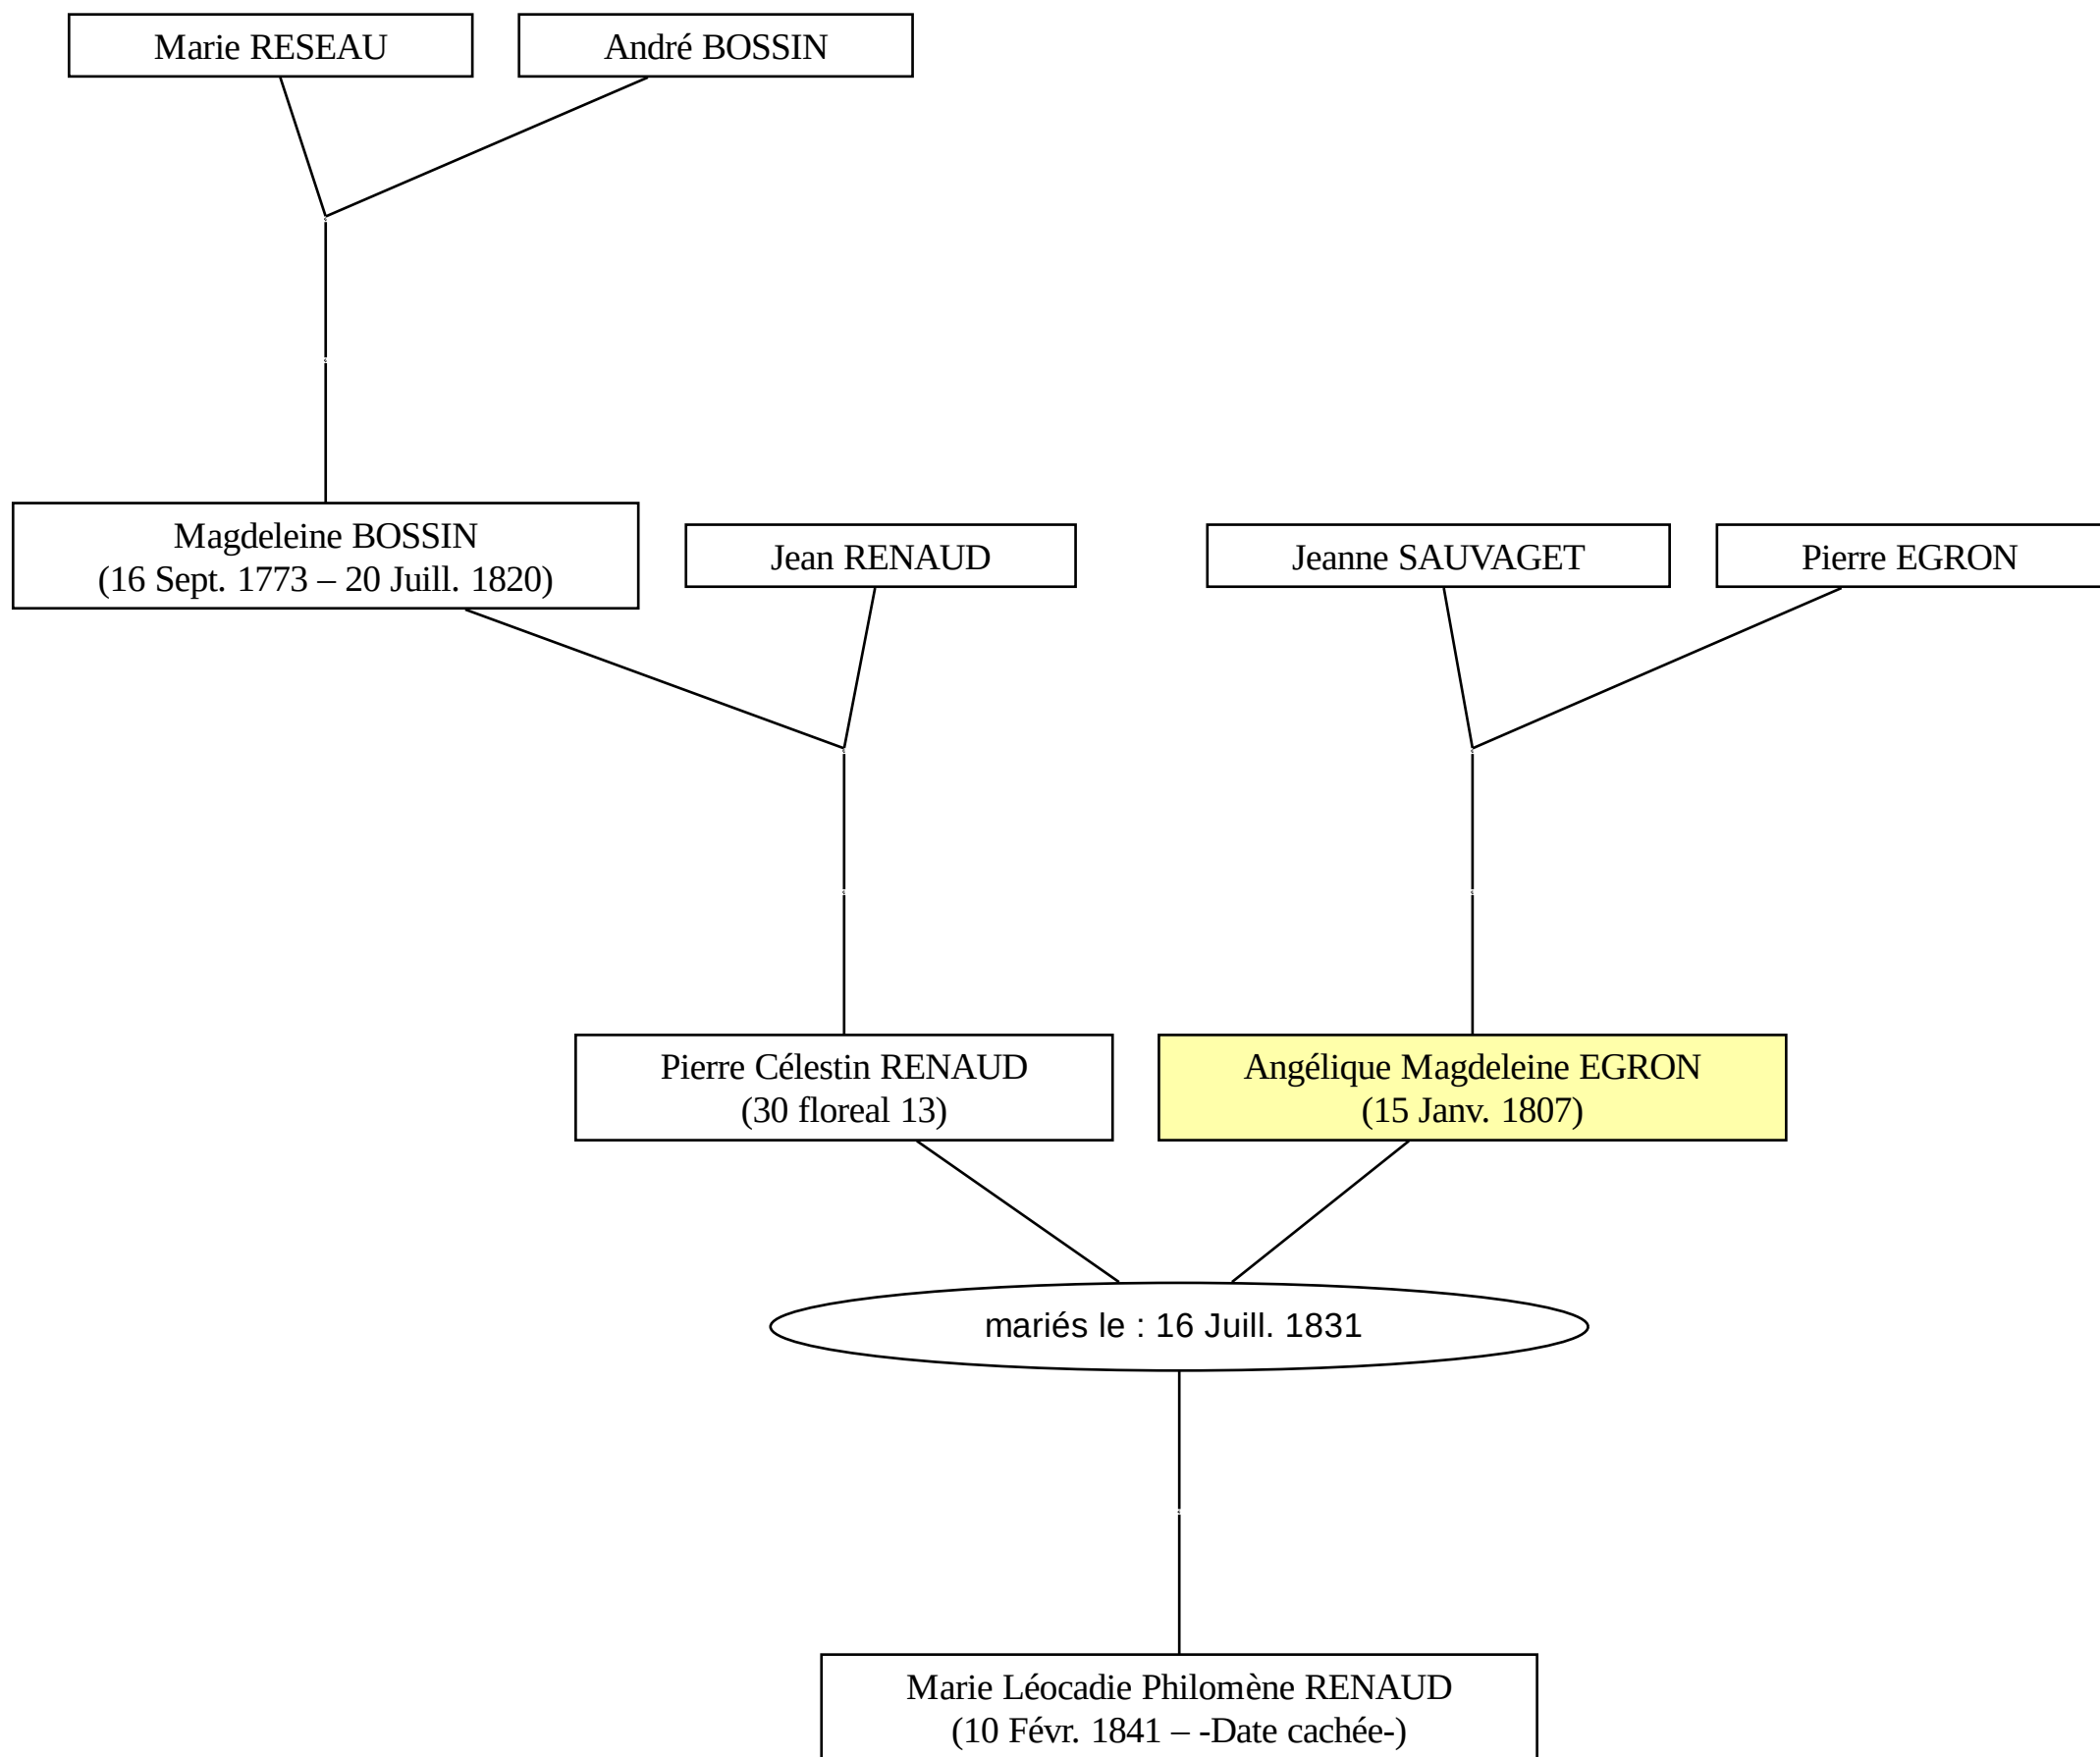 Marie RESEAU
André BOSSIN
Magdeleine BOSSIN
(16 Sept. 1773 – 20 Juill. 1820)
Jean RENAUD
Jeanne SAUVAGET
Pierre EGRON
Pierre Célestin RENAUD
(30 floreal 13)
Angélique Magdeleine EGRON
(15 Janv. 1807)
mariés le : 16 Juill. 1831
Marie Léocadie Philomène RENAUD
(10 Févr. 1841 – -Date cachée-)